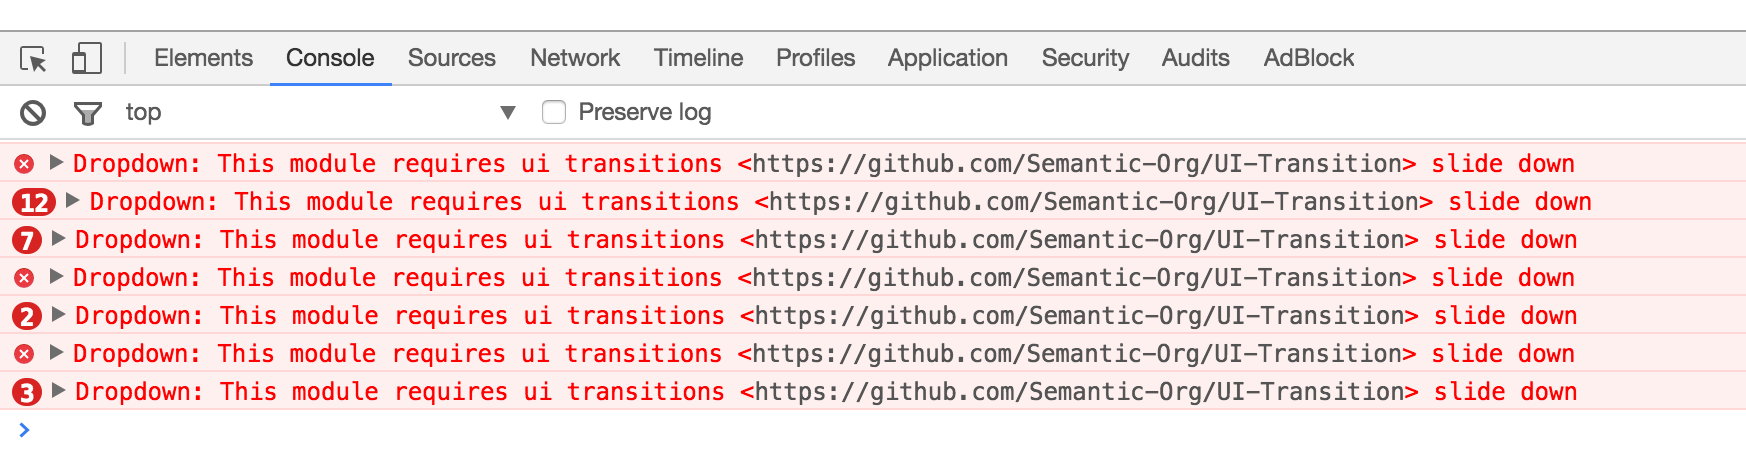 Elements Console Sources Network Timeline Profiles Application Security Audits AdBlock
top Preserve log
Dropdown: This module requires ui transitions <https://github.com/Semantic-Org/UI-Transition> slide down
12 Dropdown: This module requires ui transitions <https://github.com/Semantic-Org/UI-Transition> slide down
7 Dropdown: This module requires ui transitions <https://github.com/Semantic-Org/UI-Transition> slide down
Dropdown: This module requires ui transitions <https://github.com/Semantic-Org/UI-Transition> slide down
2 Dropdown: This module requires ui transitions <https://github.com/Semantic-Org/UI-Transition> slide down
Dropdown: This module requires ui transitions <https://github.com/Semantic-Org/UI-Transition> slide down
3 Dropdown: This module requires ui transitions <https://github.com/Semantic-Org/UI-Transition> slide down